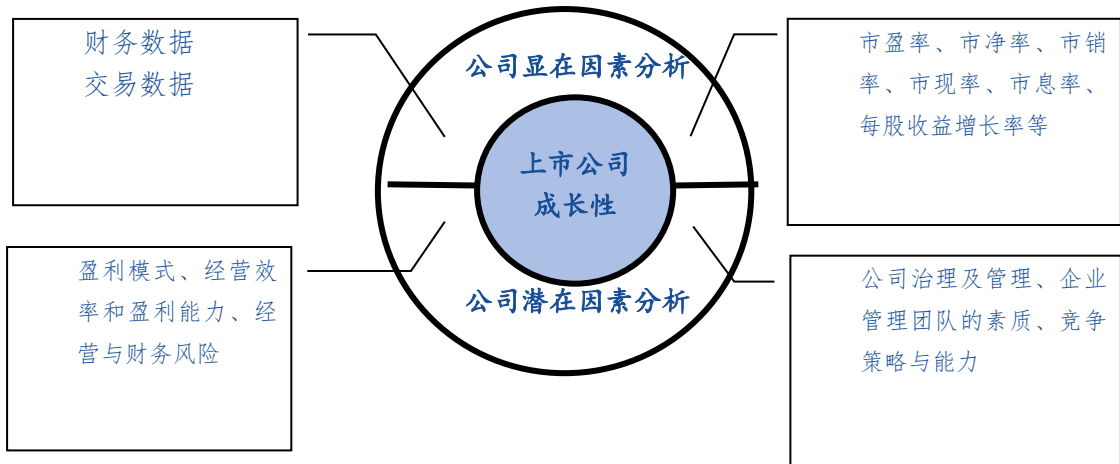 财务数据
交易数据
公司显在因素分析
市盈率、市净率、市销
率、市现率、市息率、
每股收益增长率等
上市公司
成长性
盈利模式、经营效
率和盈利能力、经
营与财务风险
公司潜在因素分析
公司治理及管理、企业
管理团队的素质、竞争
策略与能力